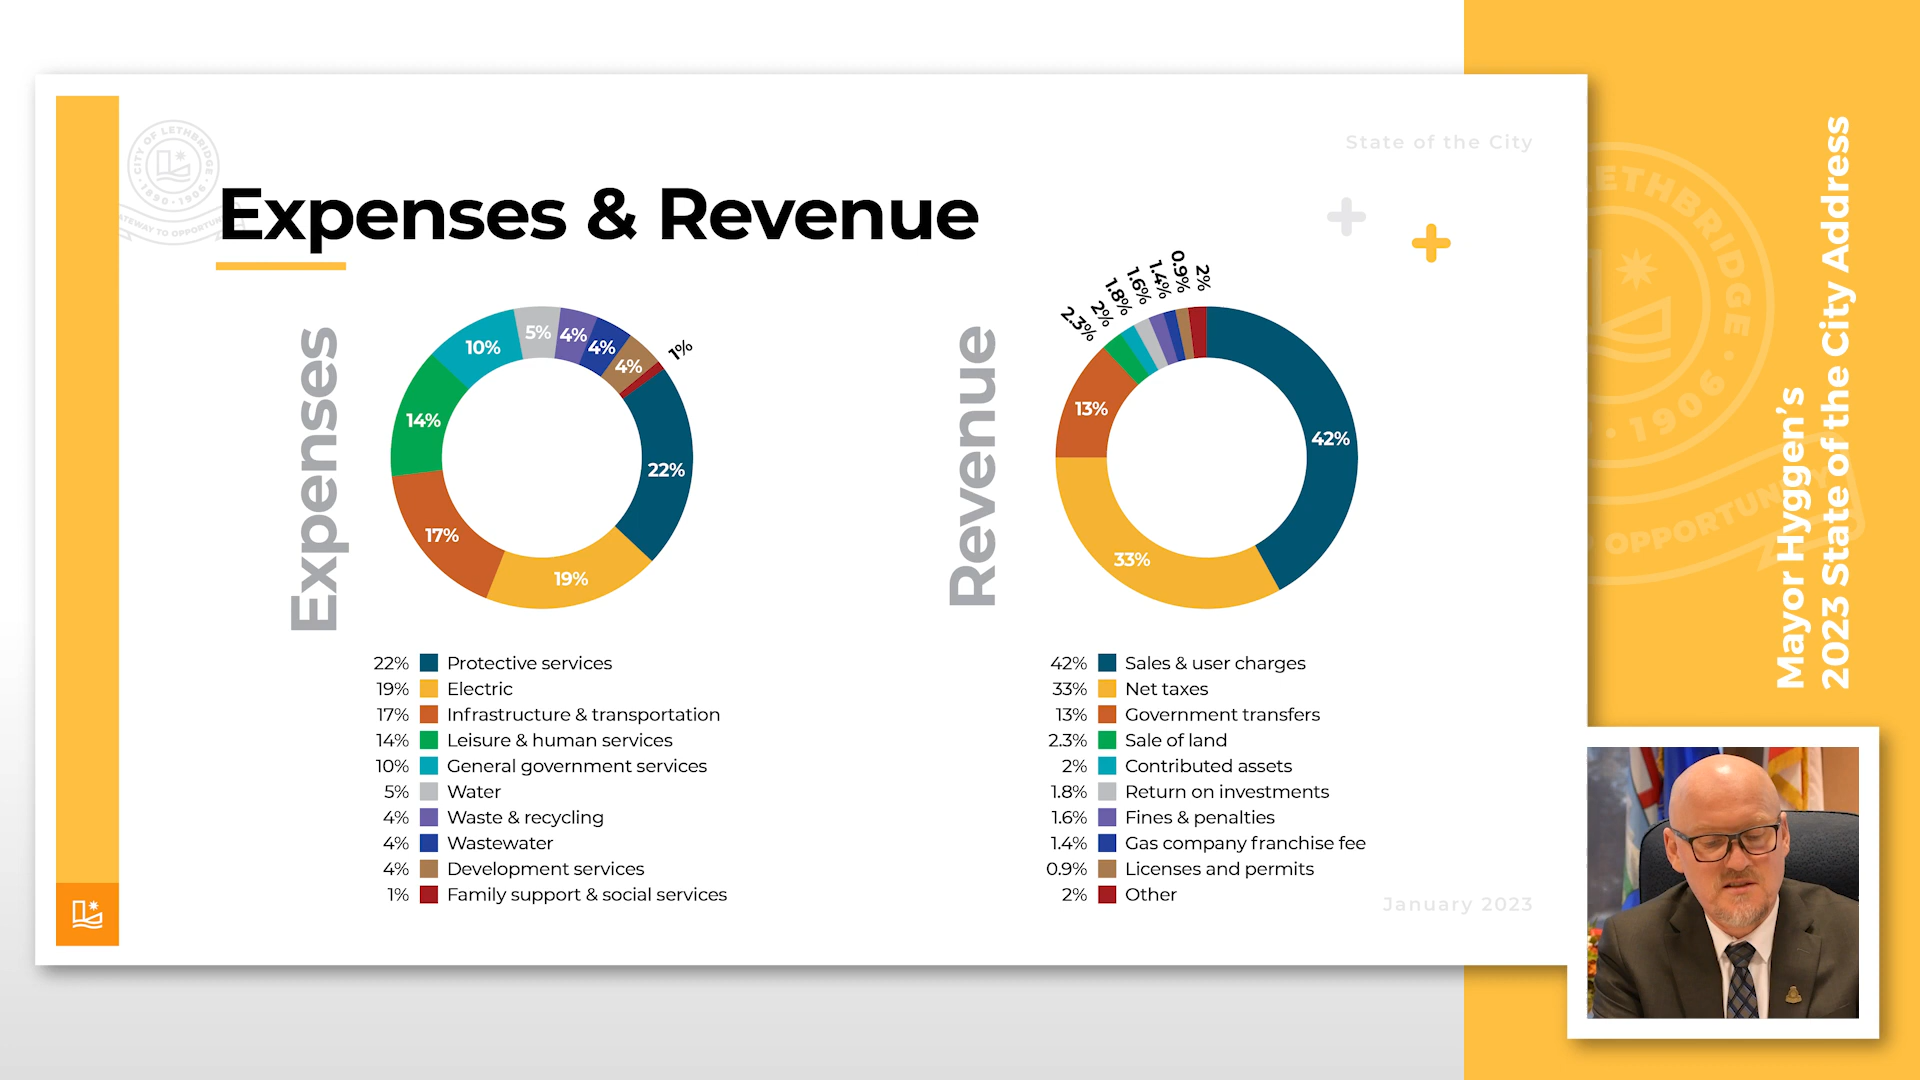 State of the City
CITY OF LETHBRIDGE
1890 · 1906
GATEWAY TO OPPORTUN
Expenses & Revenue
Expenses
22%
19%
17%
14%
10%
5%
4%
4%
4%
1%
22% Protective services
19% Electric
17% Infrastructure & transportation
14% Leisure & human services
10% General government services
5% Water
4% Waste & recycling
4% Wastewater
4% Development services
1% Family support & social services
Revenue
42%
33%
13%
2.3%
2%
1.8%
1.6%
1.4%
0.9%
2%
42% Sales & user charges
33% Net taxes
13% Government transfers
2.3% Sale of land
2% Contributed assets
1.8% Return on investments
1.6% Fines & penalties
1.4% Gas company franchise fee
0.9% Licenses and permits
2% Other
January 2023
Mayor Hyggen's
2023 State of the City Address
LETHBRIDGE
· 1906
OPPORTUN